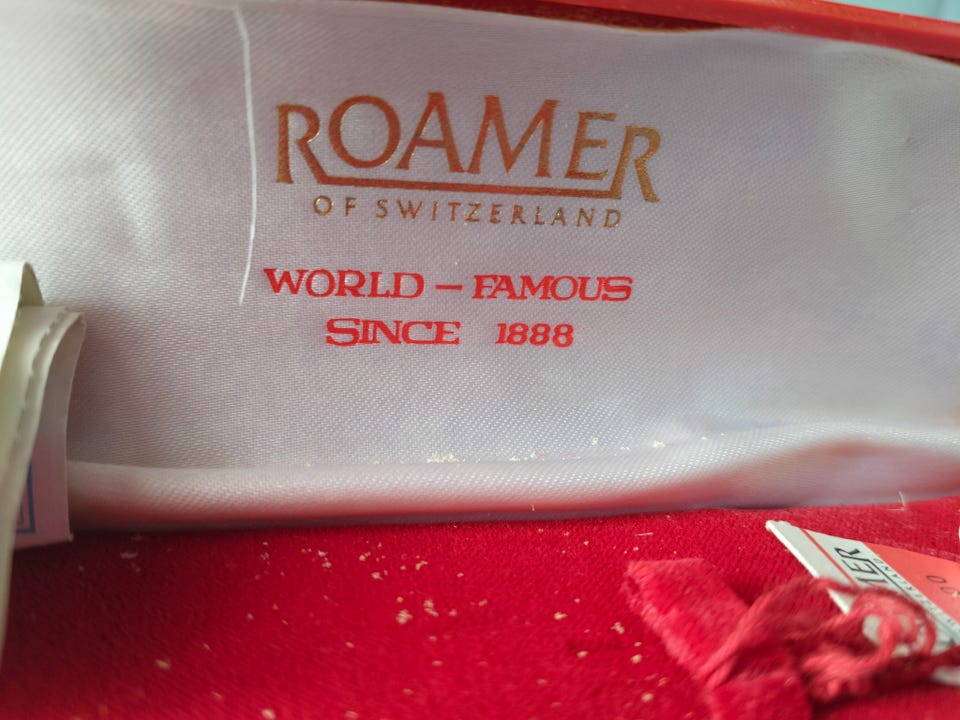 ROAMER
OF SWITZERLAND
WORLD – FAMOUS
SINCE 1888